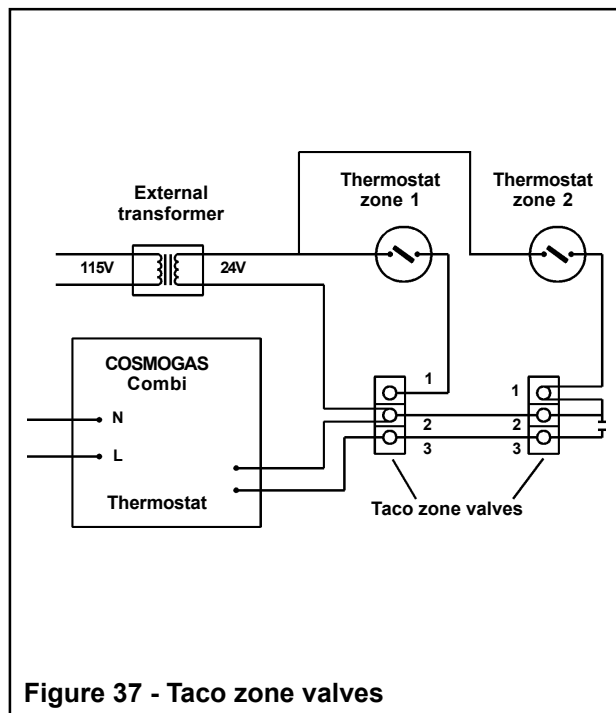 External
transformer
Thermostat
zone 1
Thermostat
zone 2
115V
24V
COSMOGAS
Combi
N
L
Thermostat
1
2
3
1
2
3
Taco zone valves
Figure 37 - Taco zone valves